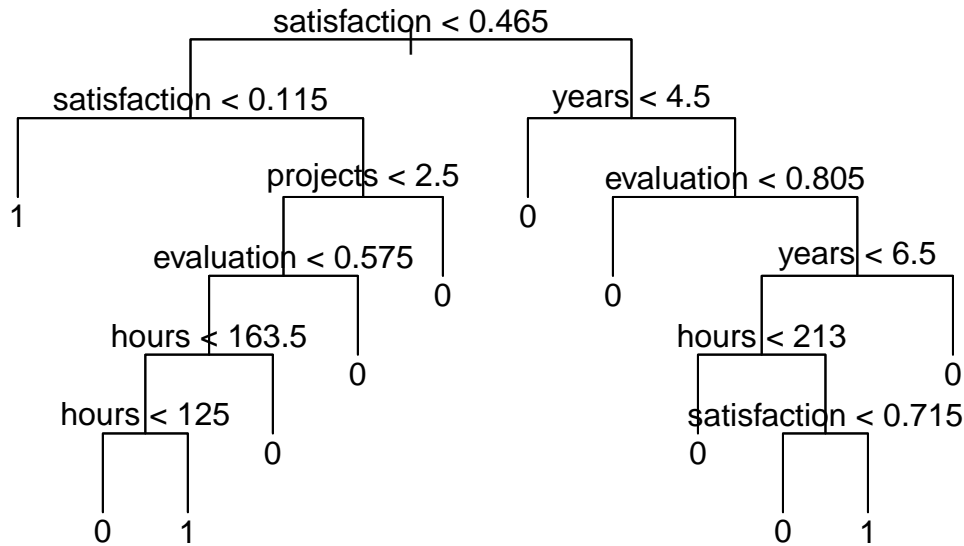 satisfaction < 0.465
satisfaction < 0.115
years < 4.5
projects < 2.5
evaluation < 0.805
1
0
evaluation < 0.575
years < 6.5
0
0
hours < 163.5
hours < 213
0
0
hours < 125
satisfaction < 0.715
0
0
0
1
0
1